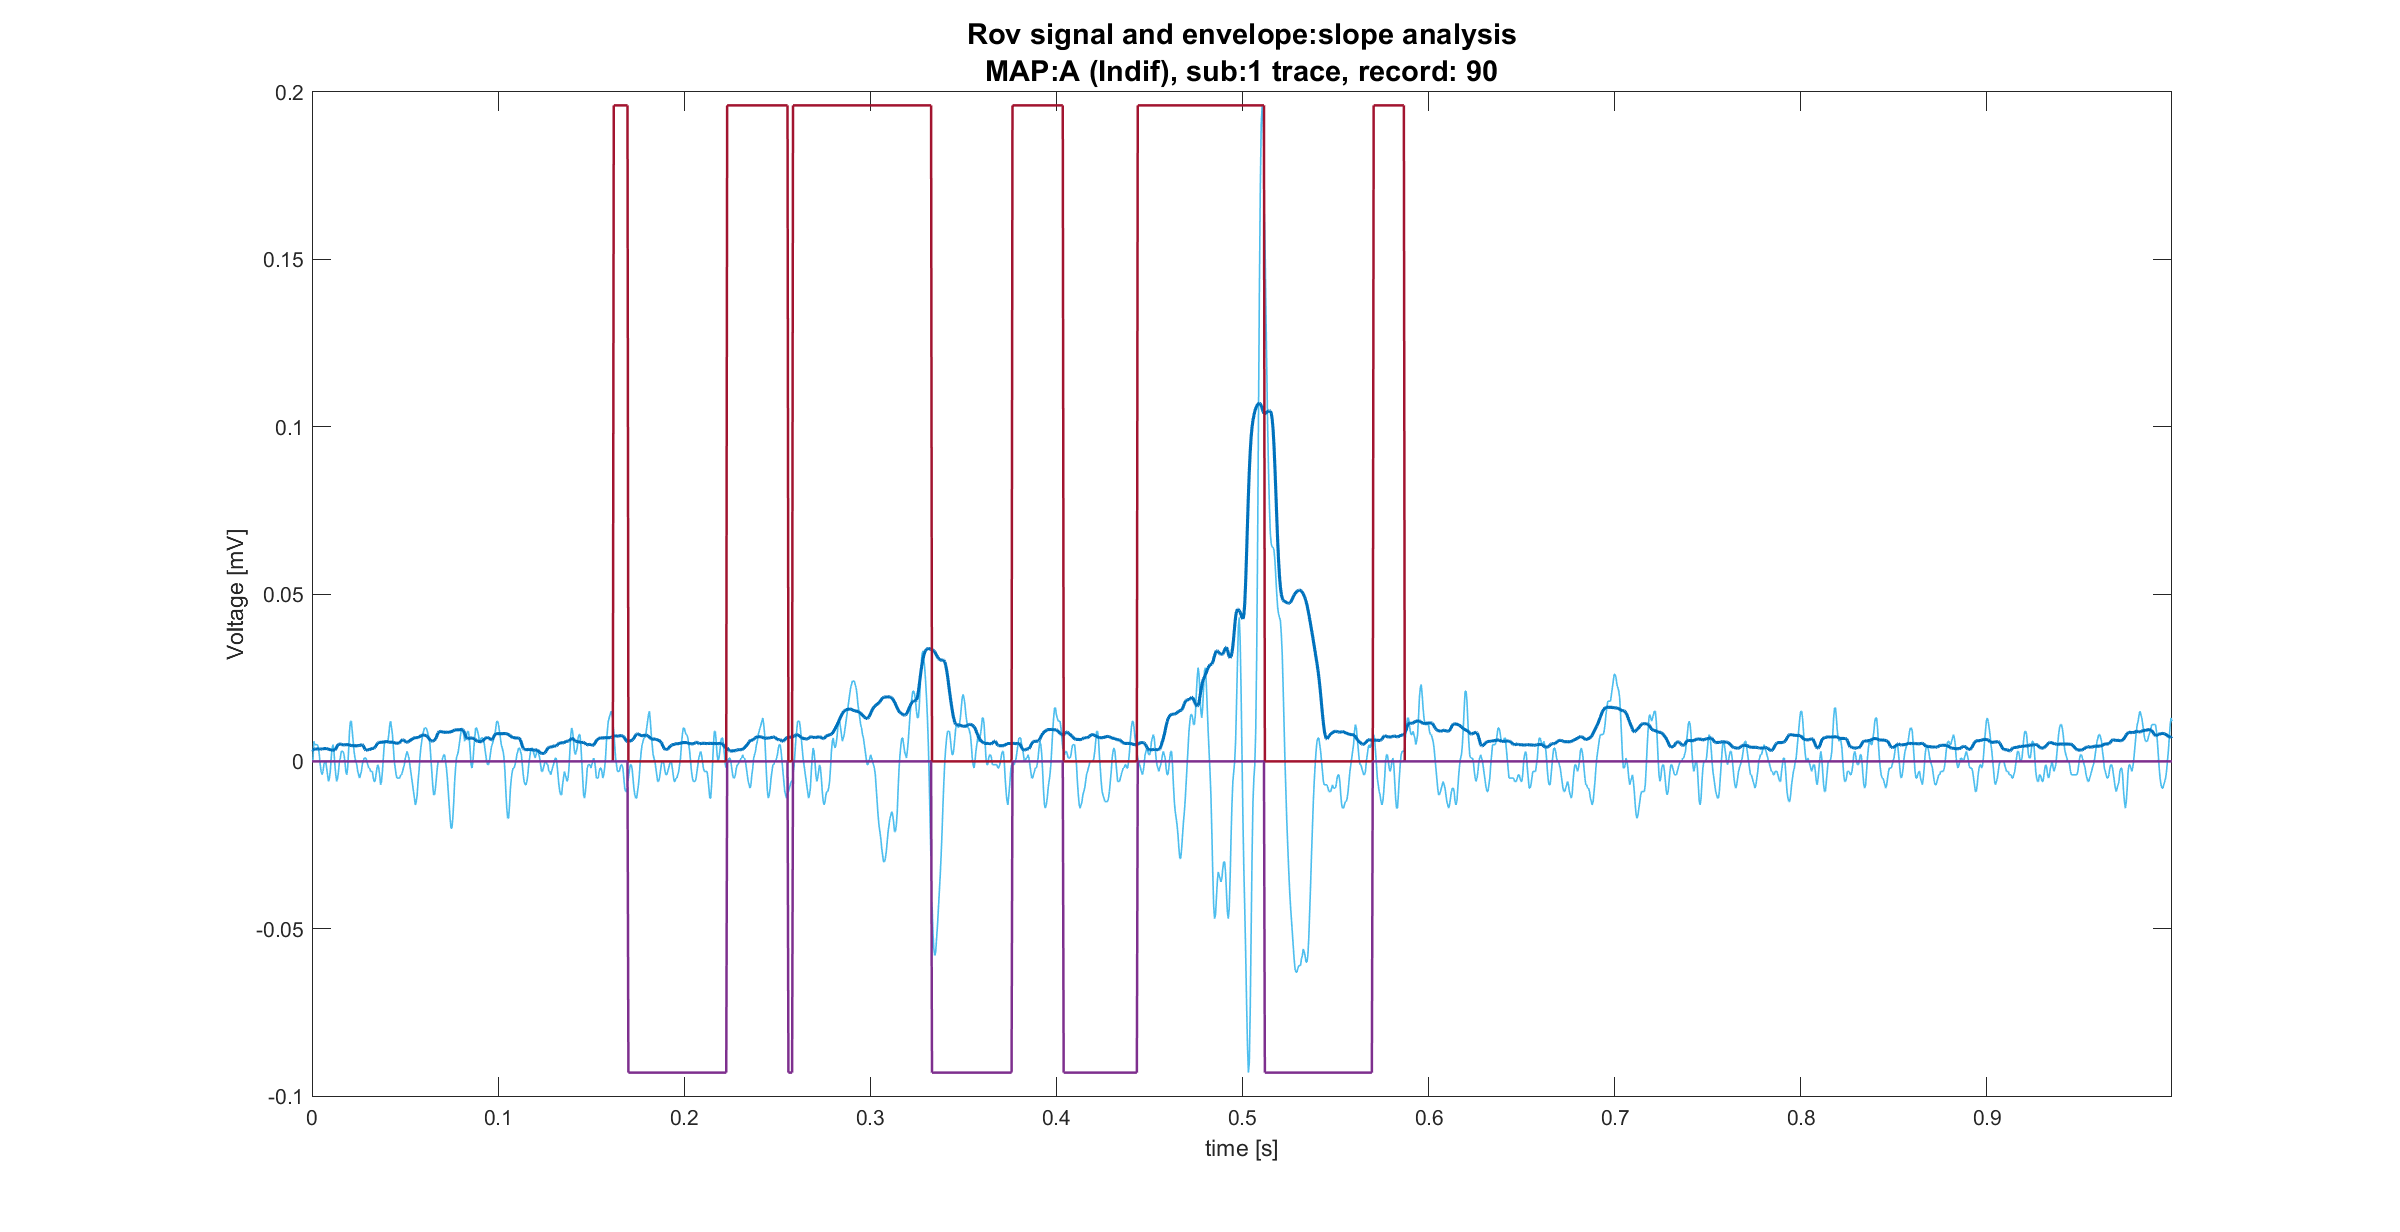 Rov signal and envelope:slope analysis
MAP:A (Indif), sub:1 trace, record: 90
0.2
0.15
0.1
0.05
0
-0.05
-0.1
Voltage [mV]
0 0.1 0.2 0.3 0.4 0.5 0.6 0.7 0.8 0.9
time [s]